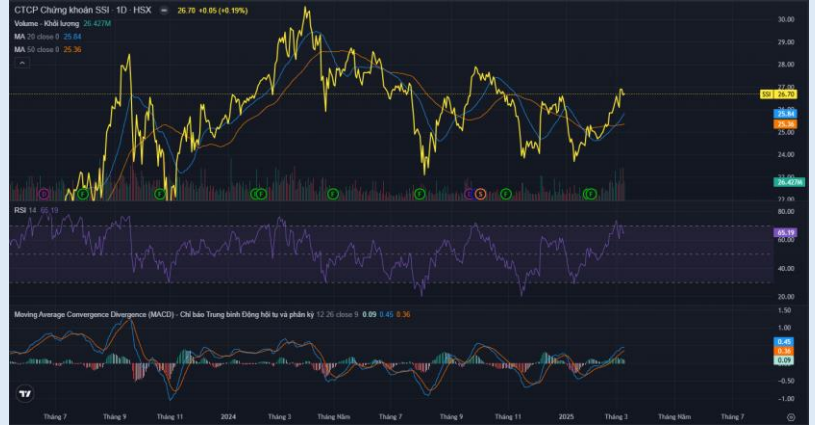 CTCP Chứng khoán SSI · 1D · HSX 26.70 +0.05 (+0.19%)
Volume - Khối lượng 26.427M
MA 20 close 0 25.84
MA 50 close 0 25.36
30.00
29.00
28.00
27.00
SSI 26.70
25.84
25.36
25.00
24.00
26.427M
22.00
D F F F F F S F F
RSI 14 65.19
80.00
65.19
60.00
40.00
20.00
Moving Average Convergence Divergence (MACD) - Chỉ báo Trung bình Động hội tụ và phân kỳ 12 26 close 9 0.09 0.45 0.36
1.50
1.00
0.45
0.36
0.09
-0.50
-1.00
Tháng 7 Tháng 9 Tháng 11 2024 Tháng 3 Tháng Năm Tháng 7 Tháng 9 Tháng 11 2025 Tháng 3 Tháng Năm Tháng 7